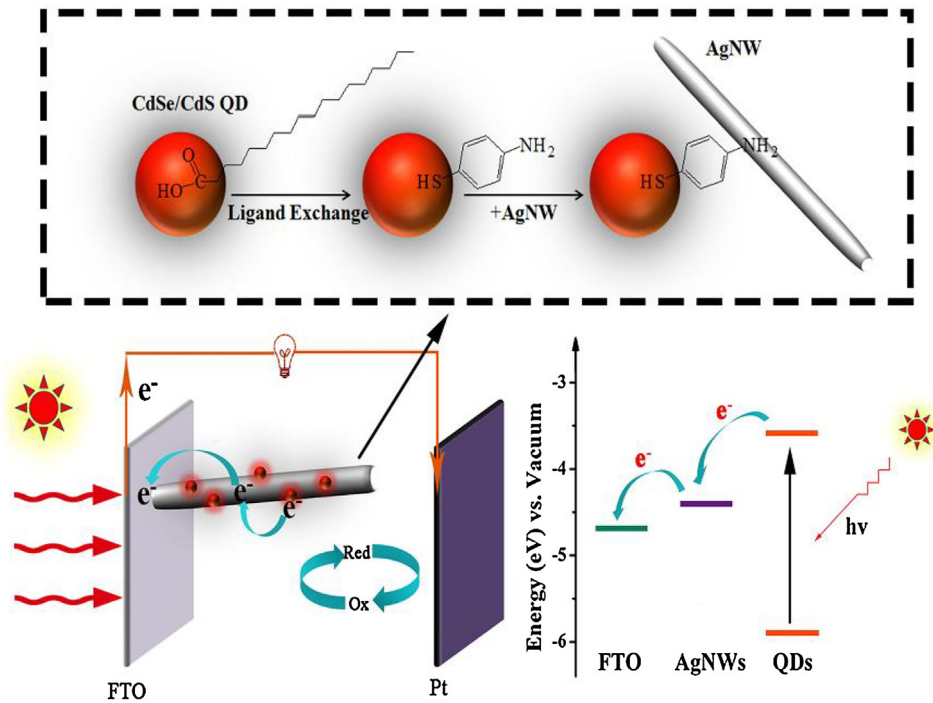 AgNW
CdSe/CdS QD
O
HO
C
Ligand Exchange
HS
NH2
+AgNW
HS
NH2
e-
e-
e-
e-
Red
Ox
FTO
Pt
Energy (eV) vs. Vacuum
-3
-4
-5
-6
e-
e-
hν
FTO
AgNWs
QDs